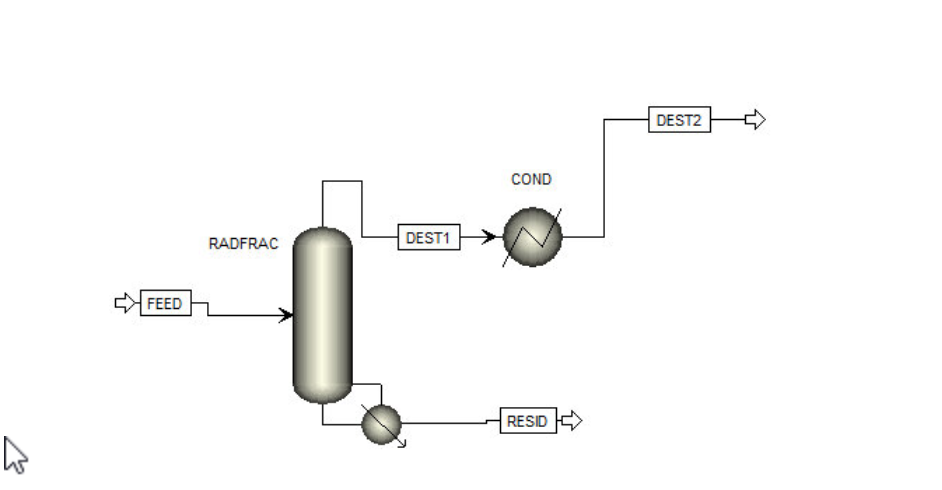 DEST2
COND
DEST1
RADFRAC
FEED
RESID